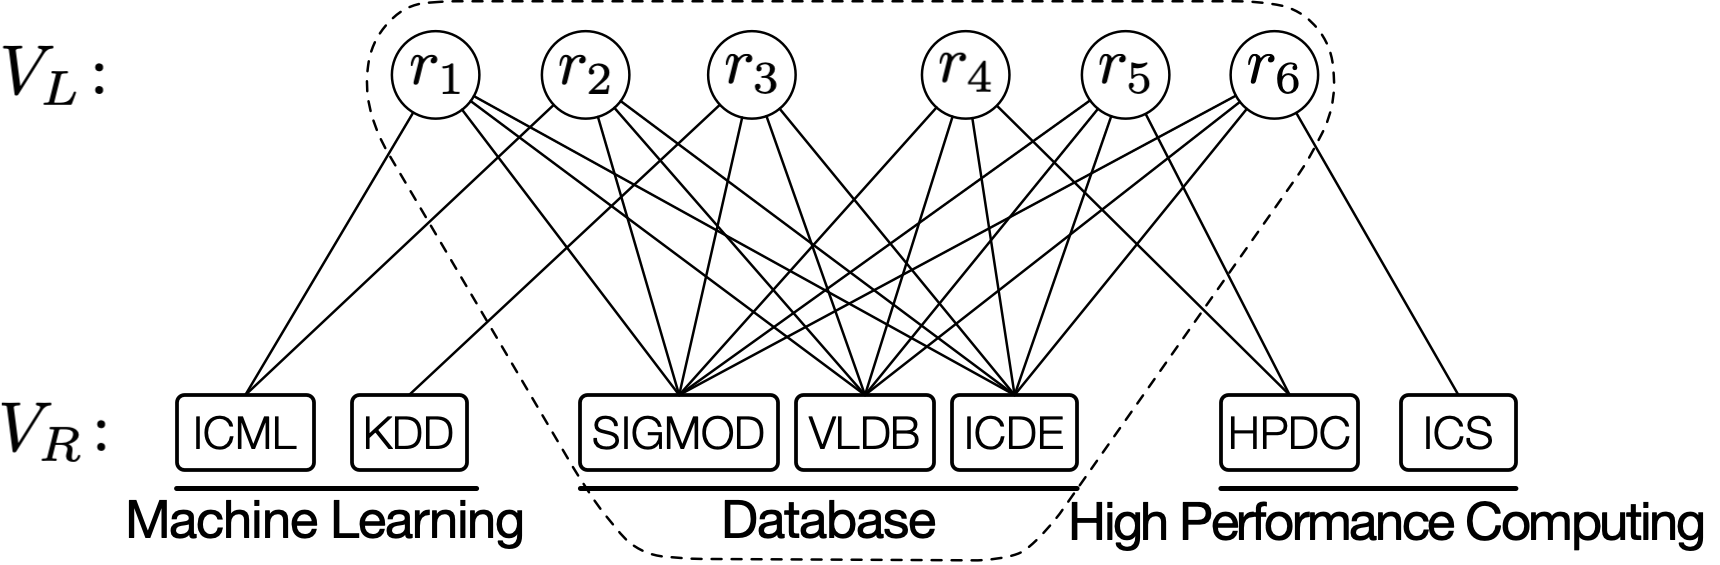 V_L: r_1 r_2 r_3 r_4 r_5 r_6
V_R: ICML KDD SIGMOD VLDB ICDE HPDC ICS
Machine Learning Database High Performance Computing